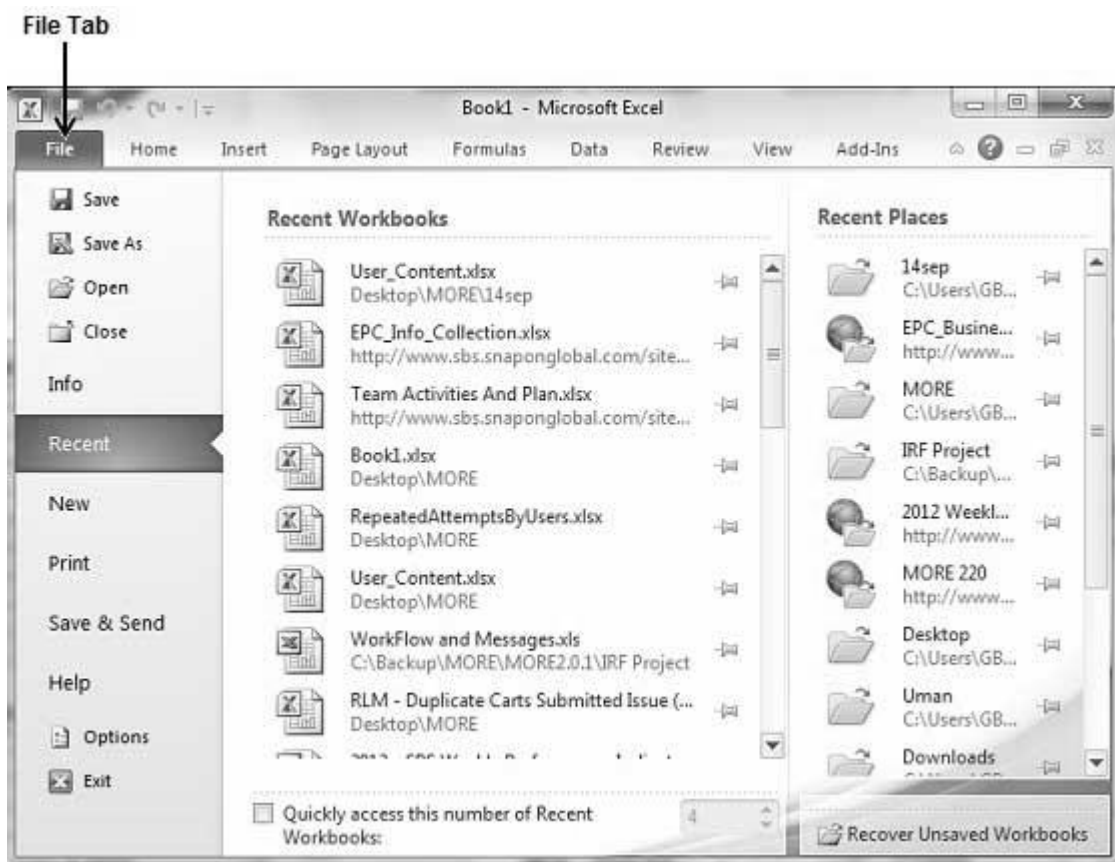 File Tab
Book1 - Microsoft Excel
File Home Insert Page Layout Formulas Data Review View Add-Ins
Save
Save As
Open
Close
Info
Recent
New
Print
Save & Send
Help
Options
Exit
Recent Workbooks
User_Content.xlsx
Desktop\MORE\14sep
EPC_Info_Collection.xlsx
http://www.sbs.snaponglobal.com/site...
Team Activities And Plan.xlsx
http://www.sbs.snaponglobal.com/site...
Book1.xlsx
Desktop\MORE
RepeatedAttemptsByUsers.xlsx
Desktop\MORE
User_Content.xlsx
Desktop\MORE
WorkFlow and Messages.xls
C:\Backup\MORE\MORE2.0.1\IRF Project
RLM - Duplicate Carts Submitted Issue (...
Desktop\MORE
Quickly access this number of Recent
Workbooks:
4
Recent Places
14sep
C:\Users\GB...
EPC_Busine...
http://www...
MORE
C:\Users\GB...
IRF Project
C:\Backup\...
2012 Weekl...
http://www...
MORE 220
http://www...
Desktop
C:\Users\GB...
Uman
C:\Users\GB...
Downloads
Recover Unsaved Workbooks